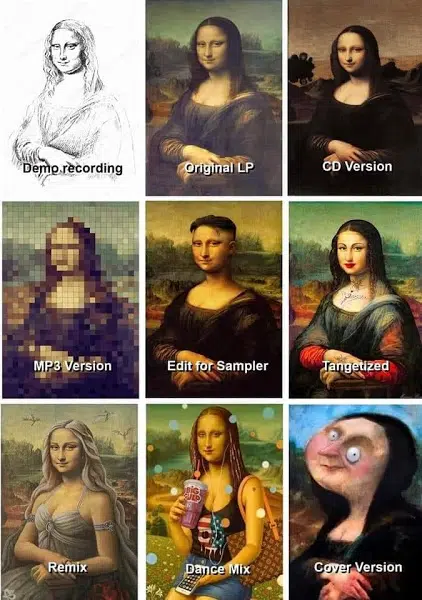 Demo recording
Original LP
CD Version
MP3 Version
Edit for Sampler
Tangetized
Remix
Dance Mix
Cover Version